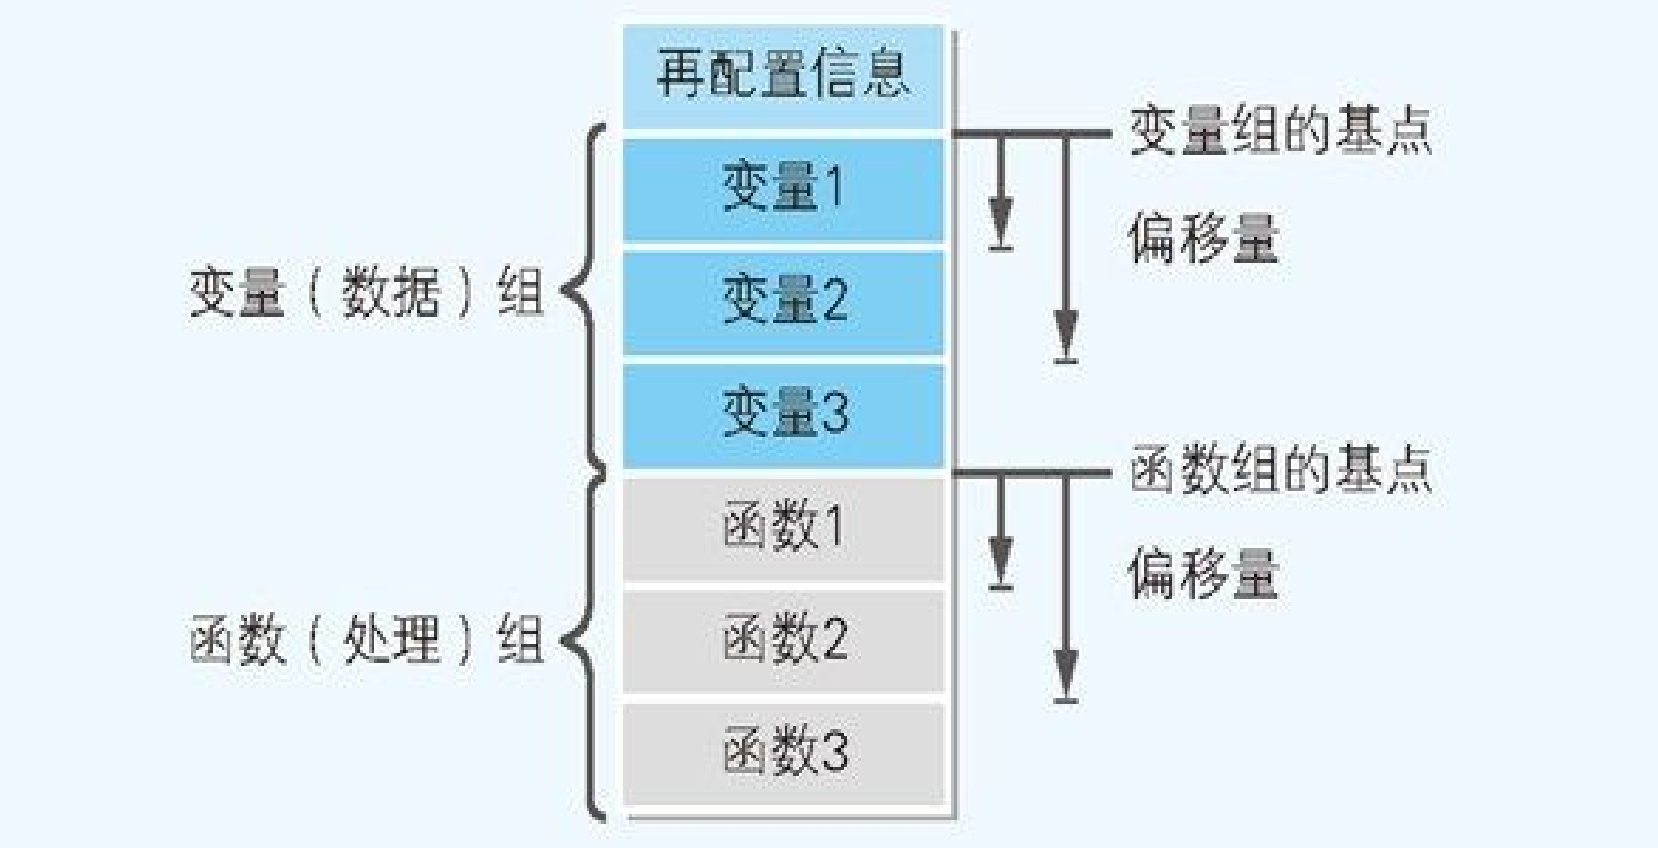 再配置信息
变量组的基点
变量1
偏移量
变量（数据）组
变量2
变量3
函数组的基点
函数1
偏移量
函数（处理）组
函数2
函数3